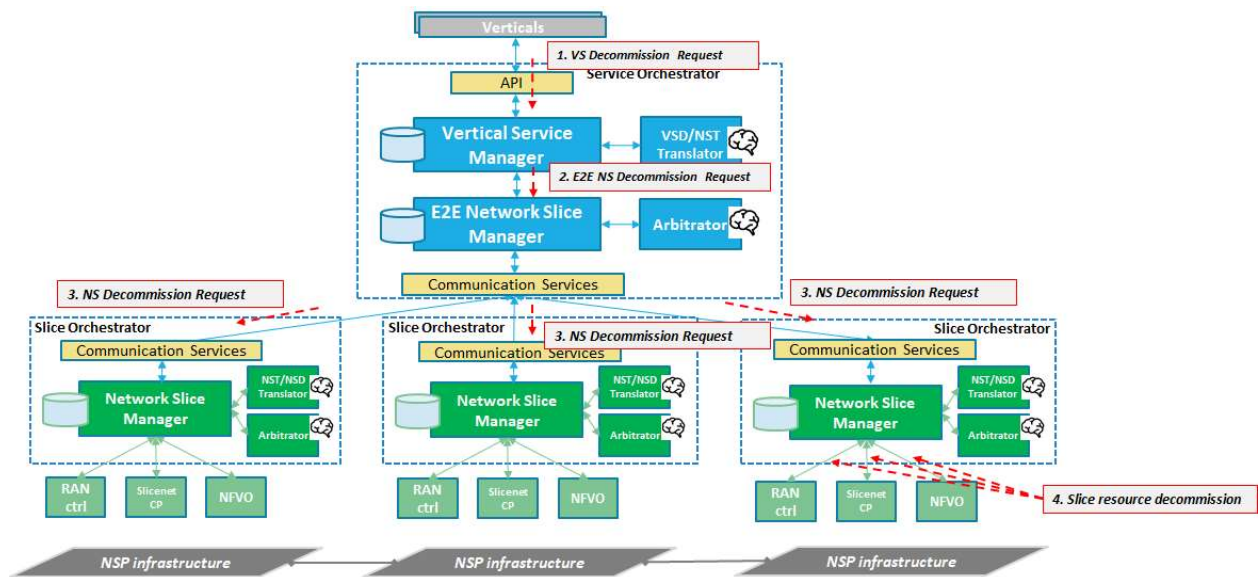 Verticals
1. VS Decommission Request
Service Orchestrator
API
Vertical Service
Manager
VSD/NST
Translator
2. E2E NS Decommission Request
E2E Network Slice
Manager
Arbitrator
Communication Services
3. NS Decommission Request
3. NS Decommission Request
3. NS Decommission Request
Slice Orchestrator
Communication Services
Network Slice
Manager
NST/NSD
Translator
Arbitrator
RAN
ctrl
Slicenet
CP
NFVO
Slice Orchestrator
Communication Services
Network Slice
Manager
NST/NSD
Translator
Arbitrator
RAN
ctrl
Slicenet
CP
NFVO
Slice Orchestrator
Communication Services
Network Slice
Manager
NST/NSD
Translator
Arbitrator
RAN
ctrl
Slicenet
CP
NFVO
4. Slice resource decommission
NSP infrastructure
NSP infrastructure
NSP infrastructure